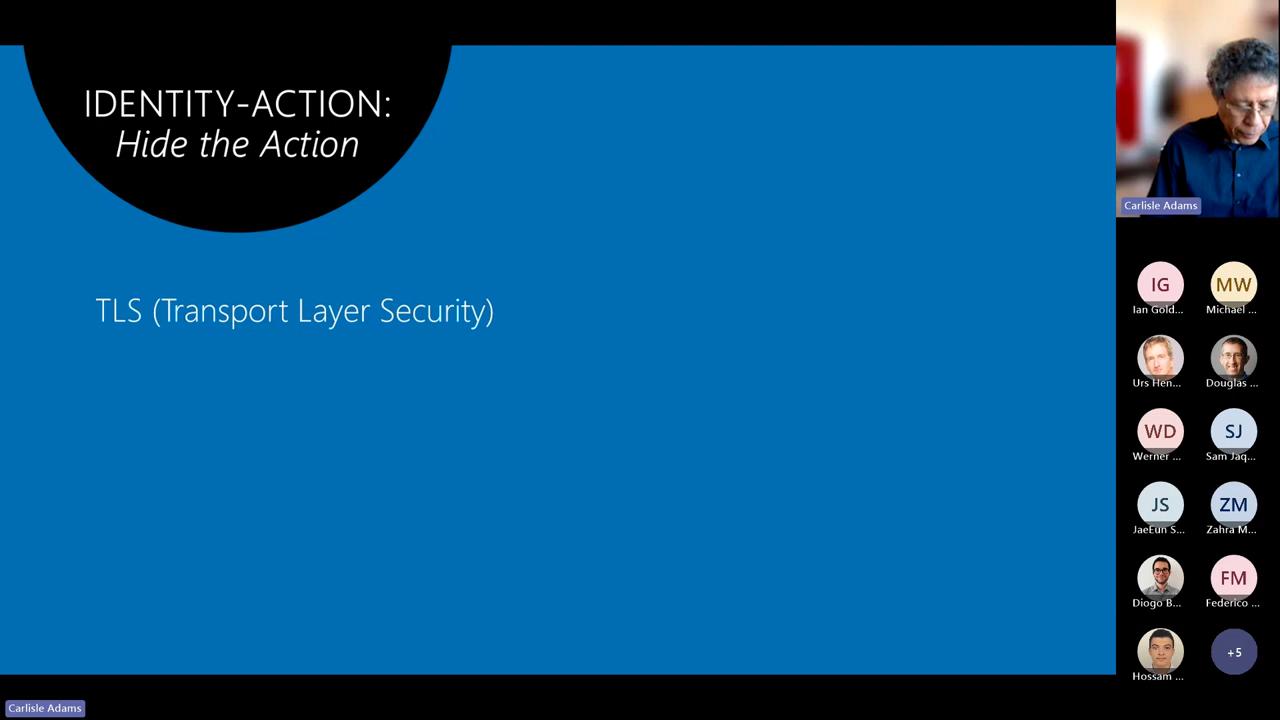 IDENTITY-ACTION:
Hide the Action
TLS (Transport Layer Security)
Carlisle Adams
IG
Ian Gold...
MW
Michael ...
Urs Hen...
Douglas ...
WD
Werner ...
SJ
Sam Jaq...
JS
JaeEun S...
ZM
Zahra M...
Diogo B...
FM
Federico ...
Hossam ...
+5
Carlisle Adams